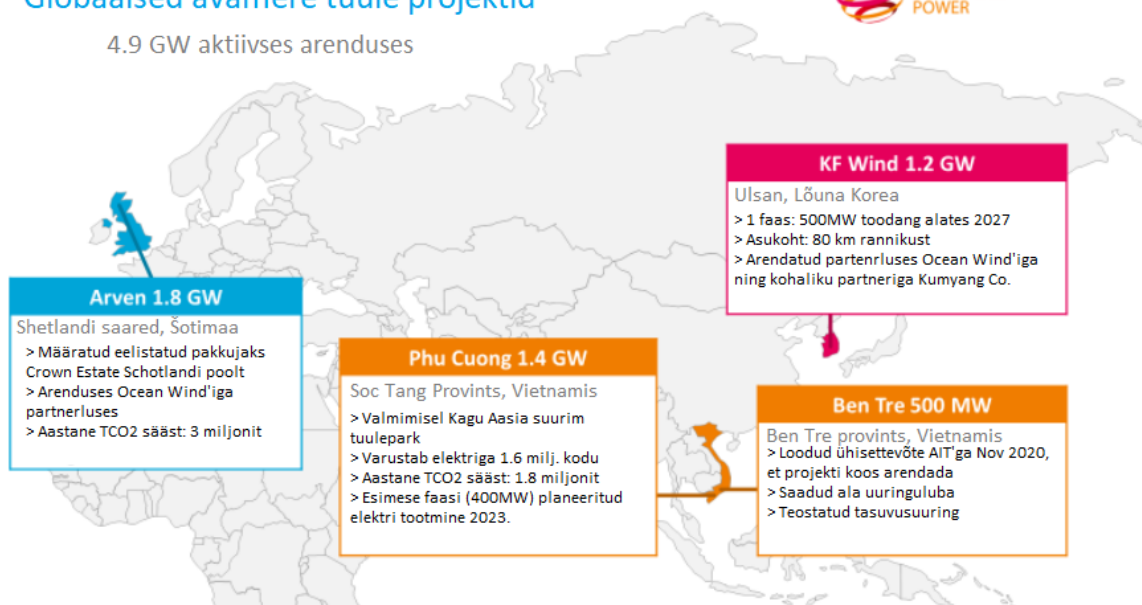 Globaalsed avamere tuule projektid
POWER
4.9 GW aktiivses arenduses
KF Wind 1.2 GW
Ulsan, Lõuna Korea
> 1 faas: 500MW toodang alates 2027
> Asukoht: 80 km rannikust
> Arendatud partenrluses Ocean Wind'iga
ning kohaliku partneriga Kumyang Co.
Arven 1.8 GW
Shetlandi saared, Šotimaa
> Määratud eelistatud pakkujaks
Crown Estate Schotlandi poolt
> Arenduses Ocean Wind'iga
partnerluses
> Aastane TCO2 sääst: 3 miljonit
Phu Cuong 1.4 GW
Soc Tang Provints, Vietnamis
> Valmimisel Kagu Aasia suurim
tuulepark
> Varustab elektriga 1.6 milj. kodu
> Aastane TCO2 sääst: 1.8 miljonit
> Esimese faasi (400MW) planeeritud
elektri tootmine 2023.
Ben Tre 500 MW
Ben Tre provints, Vietnamis
> Loodud ühisettevõte AIT'ga Nov 2020,
et projekti koos arendada
> Saadud ala uuringuluba
> Teostatud tasuvusuuring